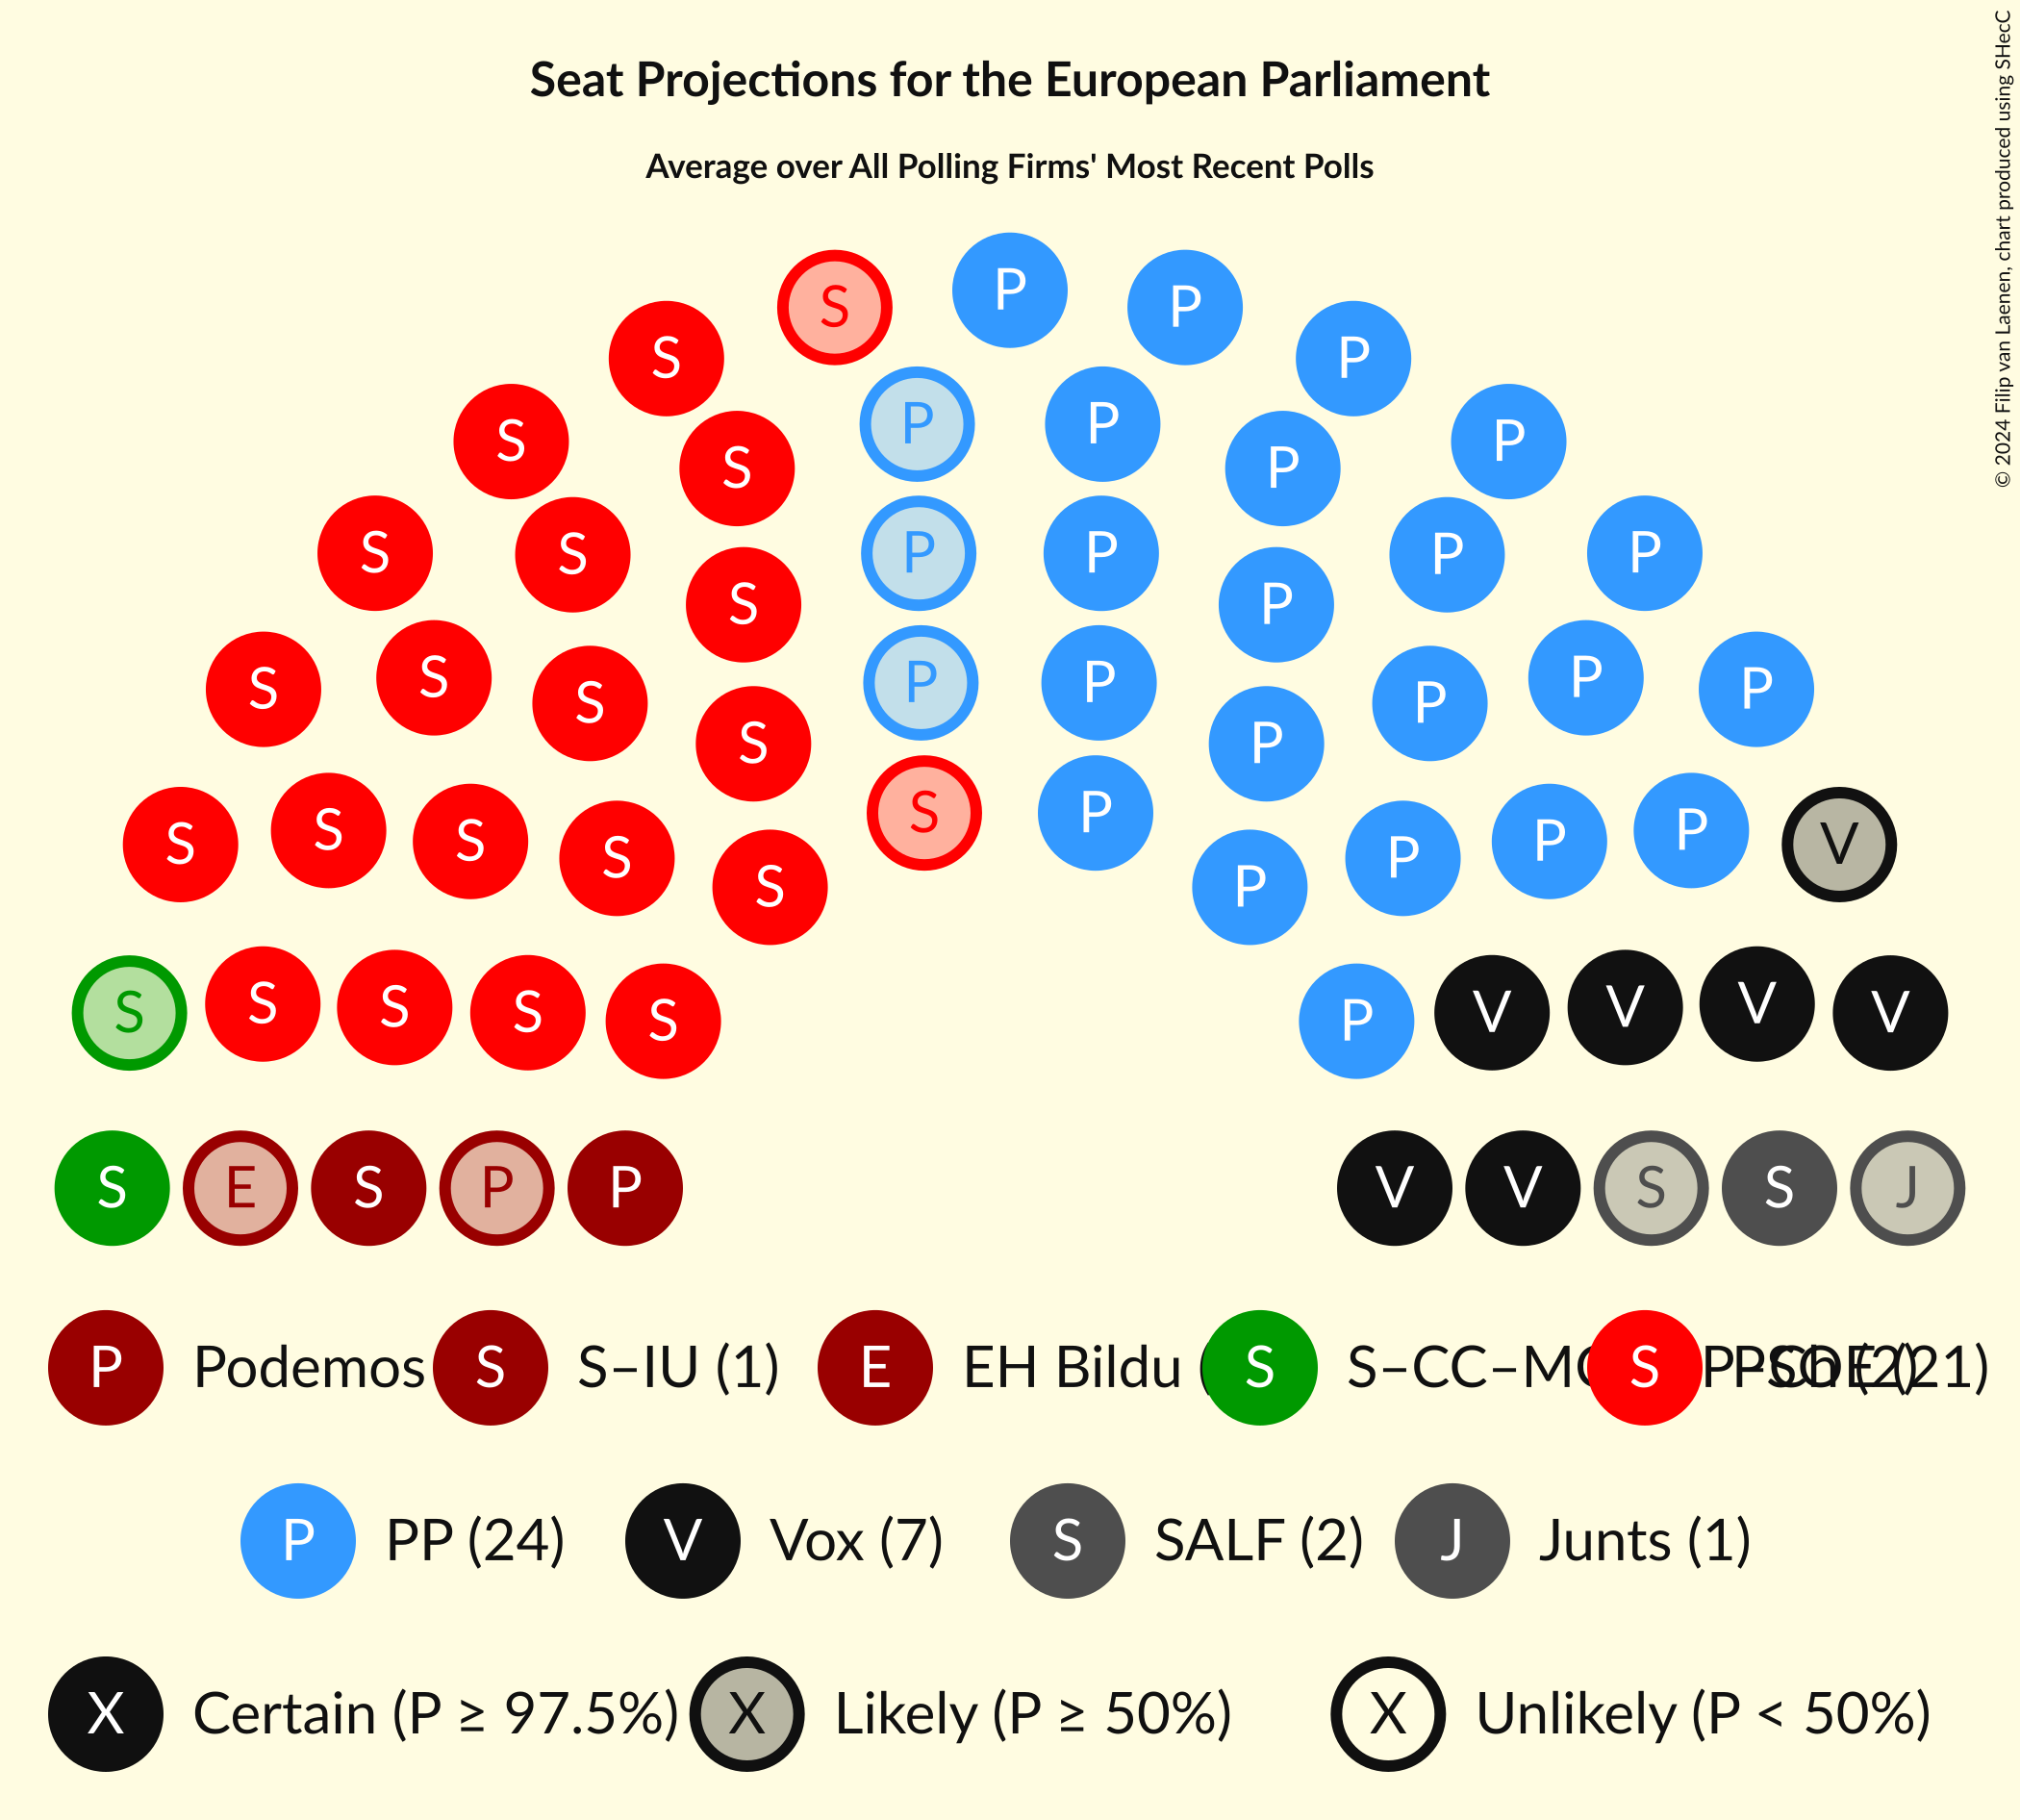 Seat Projections for the European Parliament
Average over All Polling Firms' Most Recent Polls
© 2024 Filip van Laenen, chart produced using SHecC
S P P P
S P
S S P P P P
S P P
S S S P P P P
S S P P
S S S P P P P
S P P
S S S S S S P P P P P V
S S S S S P V V V V
S E S P P V V S S J
P Podemos S S–IU (1) E EH Bildu S S–CC–M S PSOE (21)
P PP (24) V Vox (7) S SALF (2) J Junts (1)
X Certain (P ≥ 97.5%) X Likely (P ≥ 50%) X Unlikely (P < 50%)